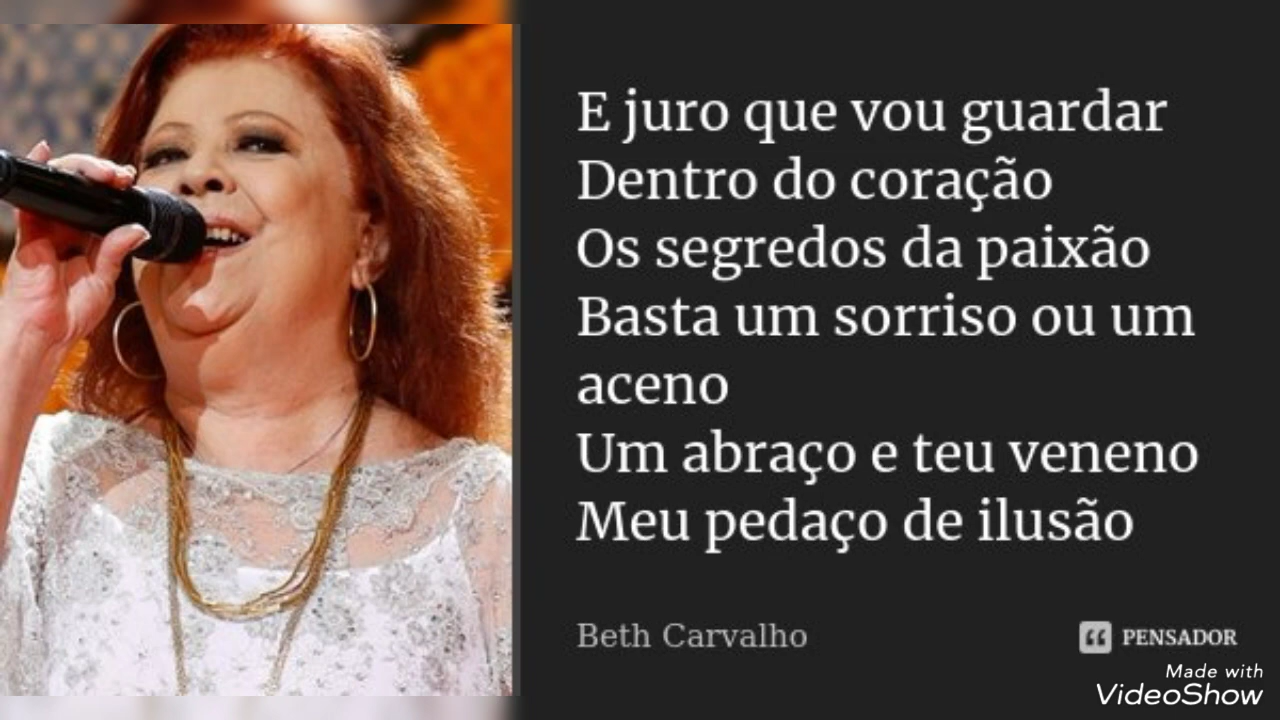 E juro que vou guardar
Dentro do coração
Os segredos da paixão
Basta um sorriso ou um
aceno
Um abraço e teu veneno
Meu pedaço de ilusão
Beth Carvalho
PENSADOR
Made with
VideoShow